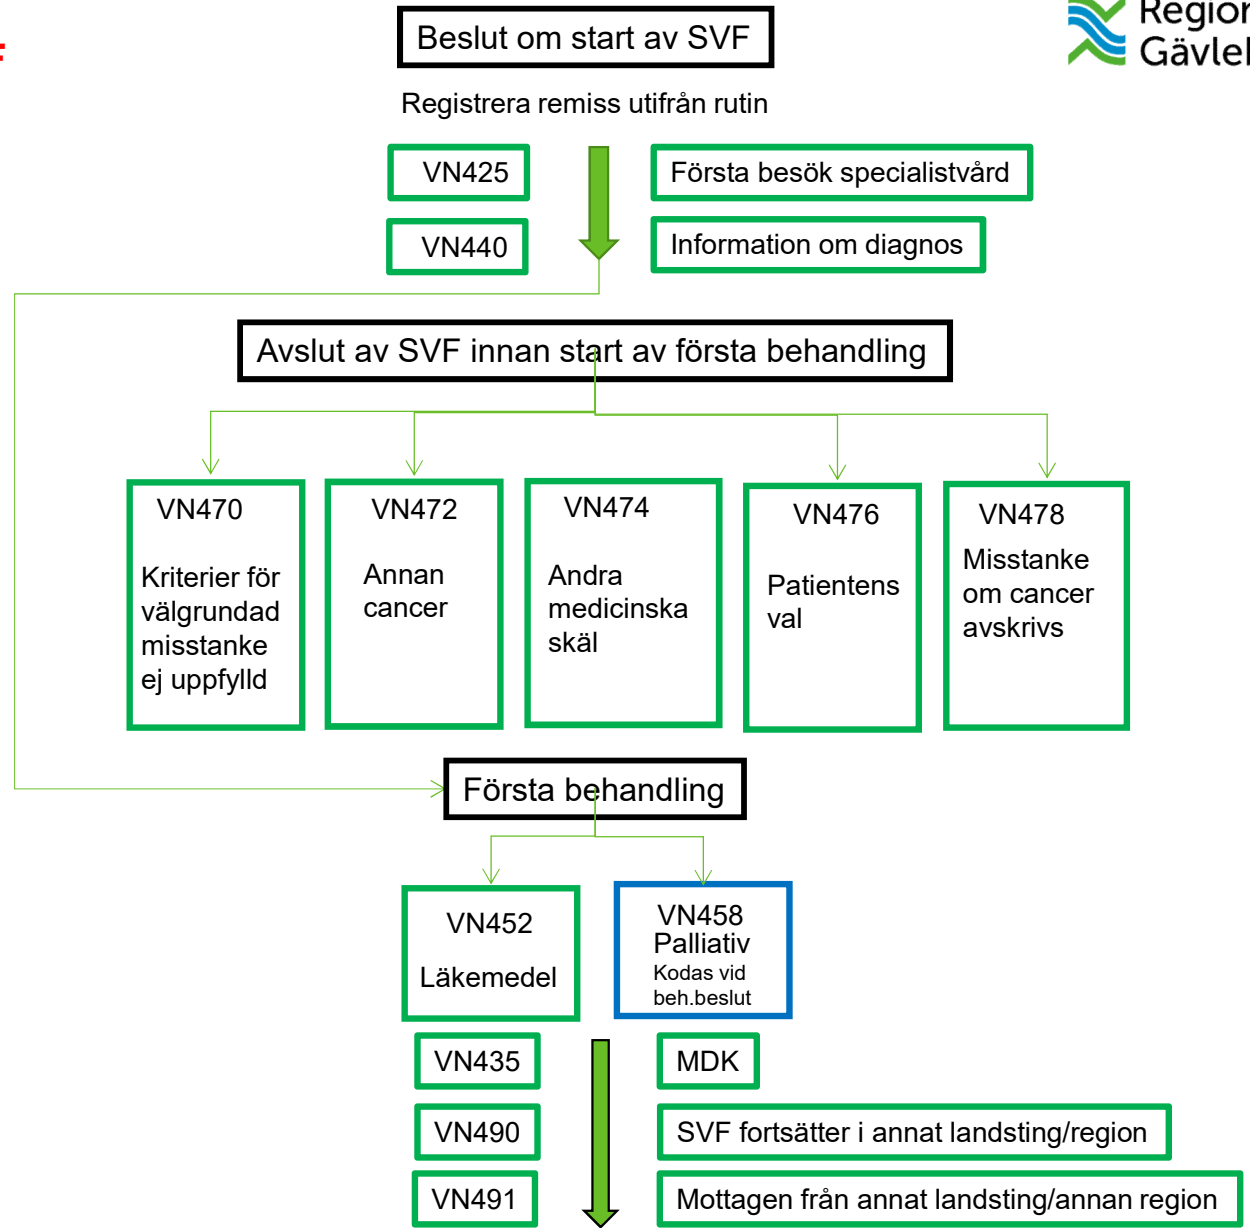 Beslut om start av SVF
Region
Registrera remiss utifrån rutin
VN425
Första besök specialistvård
VN440
Information om diagnos
Avslut av SVF innan start av första behandling
VN470
Kriterier för
välgrundad
misstanke
ej uppfylld
VN472
Annan
cancer
VN474
Andra
medicinska
skäl
VN476
Patientens
val
VN478
Misstanke
om cancer
avskrivs
Första behandling
VN452
Läkemedel
VN458
Palliativ
Kodas vid
beh.beslut
VN435
MDK
VN490
SVF fortsätter i annat landsting/region
VN491
Mottagen från annat landsting/annan region